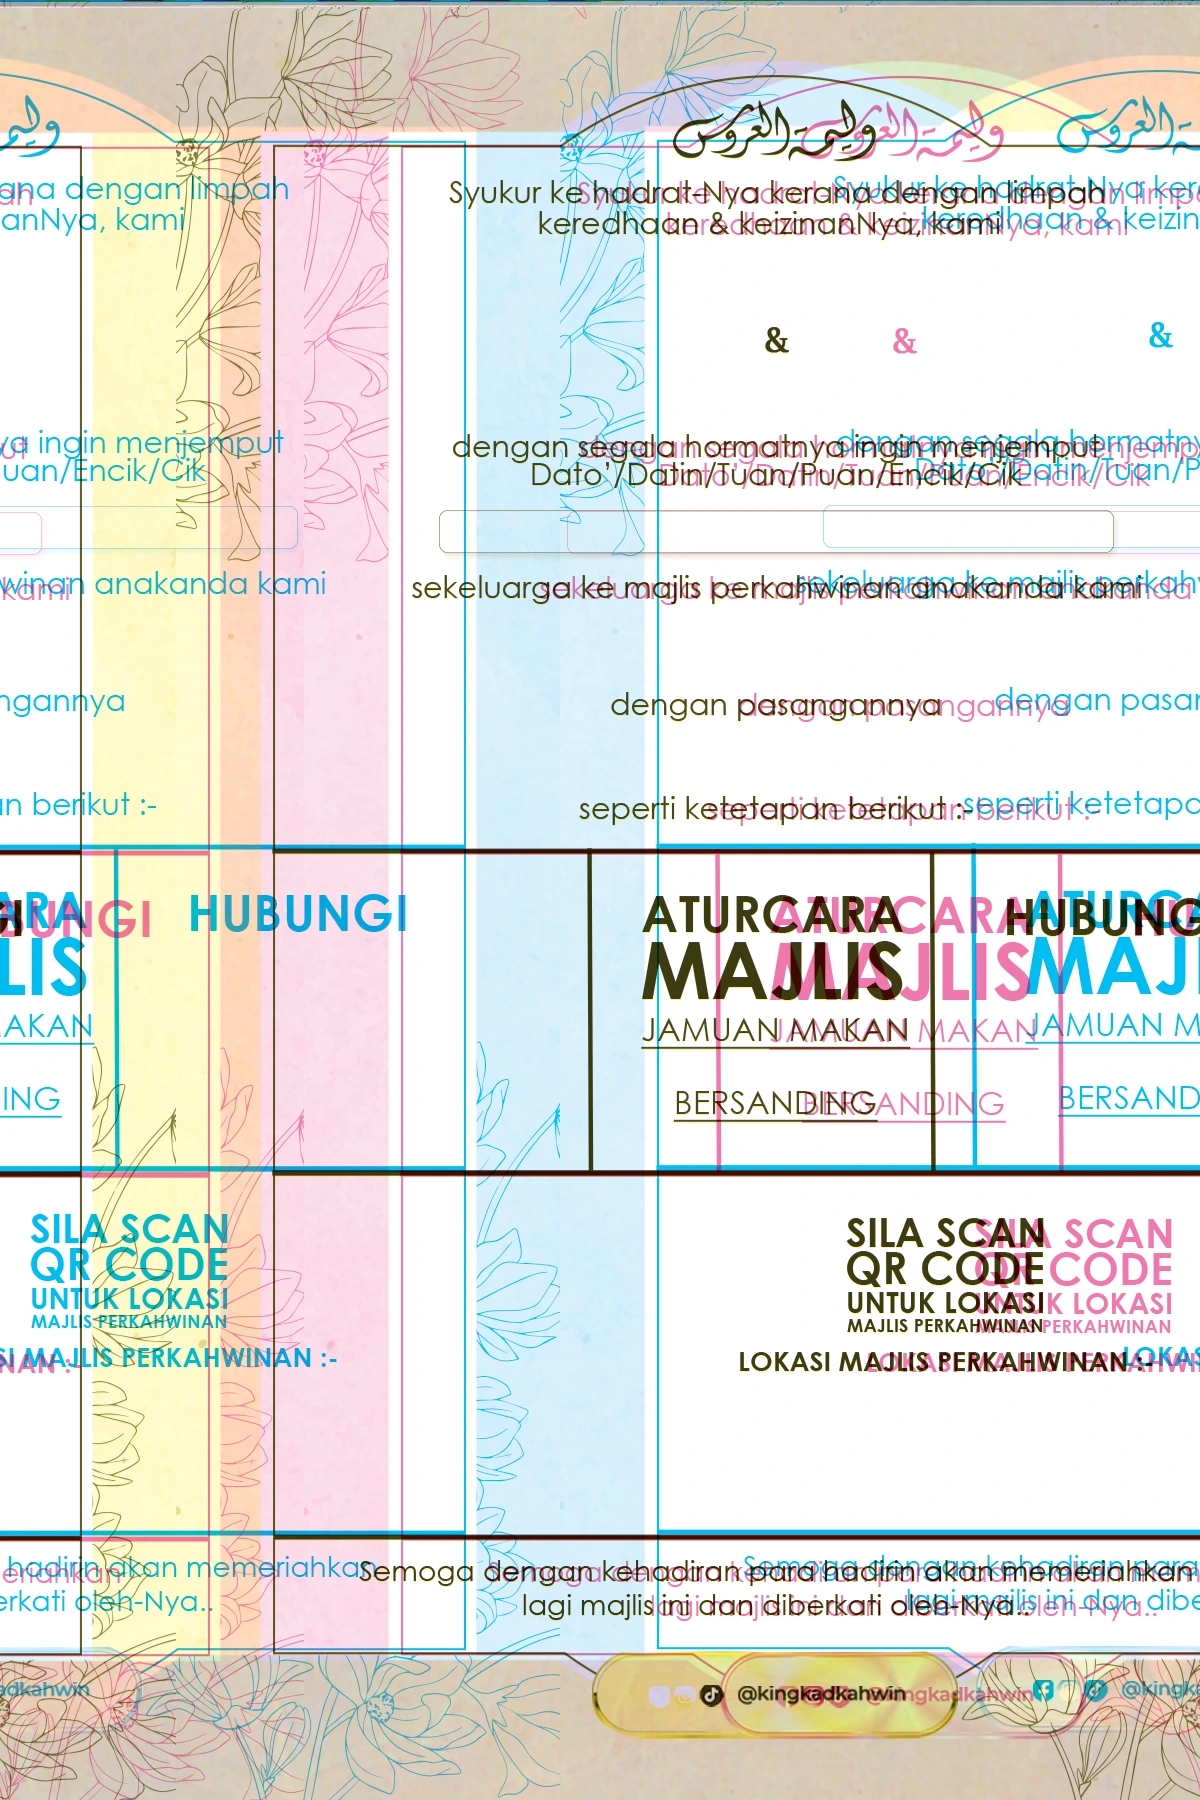 وليمة العروس
Syukur ke hadrat-Nya kerana dengan limpah
keredhaan & keizinanNya, kami
&
dengan segala hormatnya ingin menjemput
Dato’/Datin/Tuan/Puan/Encik/Cik
sekeluarga ke majlis perkahwinan anakanda kami
dengan pasangannya
seperti ketetapan berikut :-
HUBUNGI
ATURCARA
MAJLIS
JAMUAN MAKAN
BERSANDING
SILA SCAN
QR CODE
UNTUK LOKASI
MAJLIS PERKAHWINAN
LOKASI MAJLIS PERKAHWINAN :-
Semoga dengan kehadiran para hadirin akan memeriahkan
lagi majlis ini dan diberkati oleh-Nya..
@kingkadkahwin